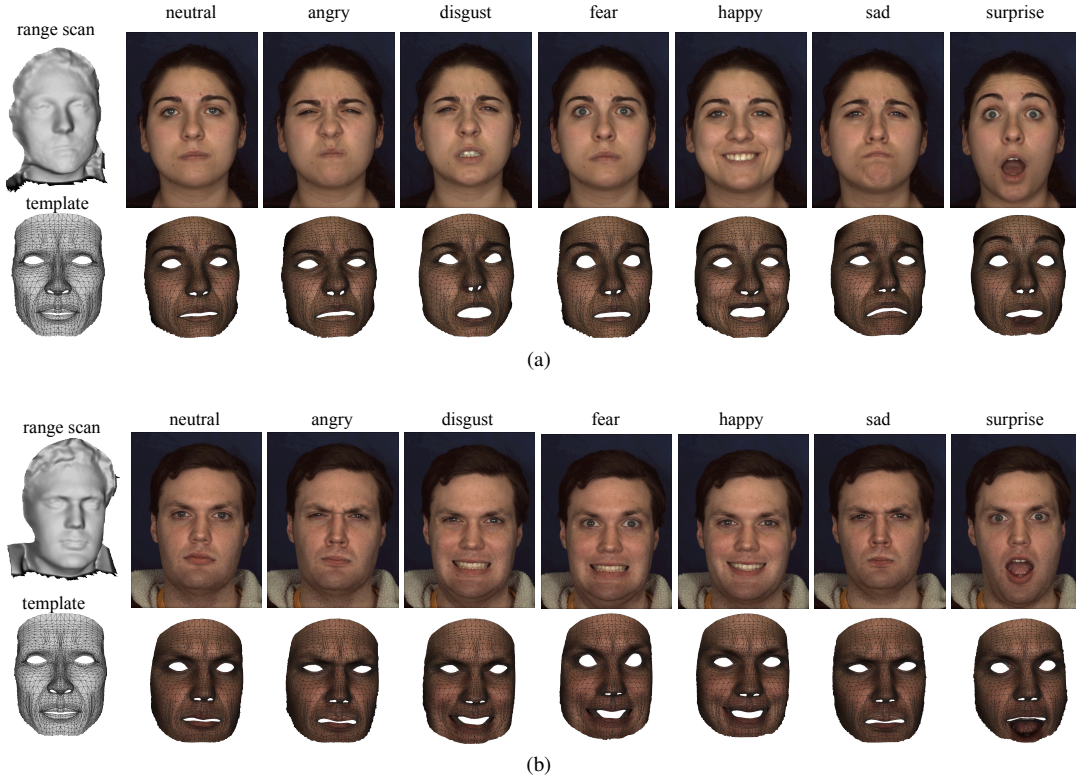 neutral angry disgust fear happy sad surprise
range scan
template
(a)
neutral angry disgust fear happy sad surprise
range scan
template
(b)